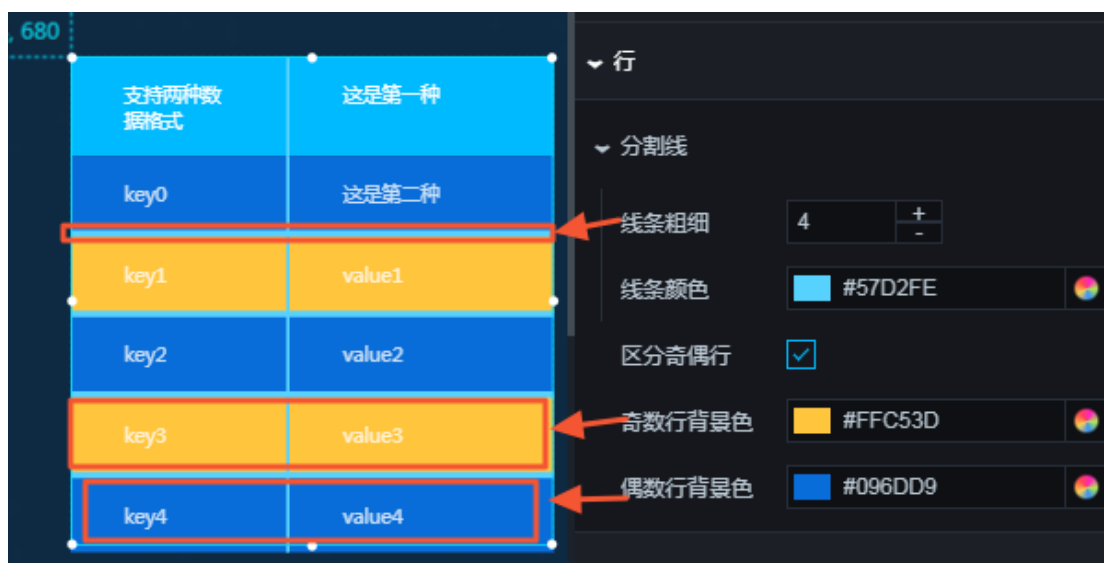 , 680
支持两种数
据格式
这是第一种
key0
这是第二种
key1
value1
key2
value2
key3
value3
key4
value4
行
分割线
线条粗细
4
+
-
线条颜色
#57D2FE
区分奇偶行
奇数行背景色
#FFC53D
偶数行背景色
#096DD9